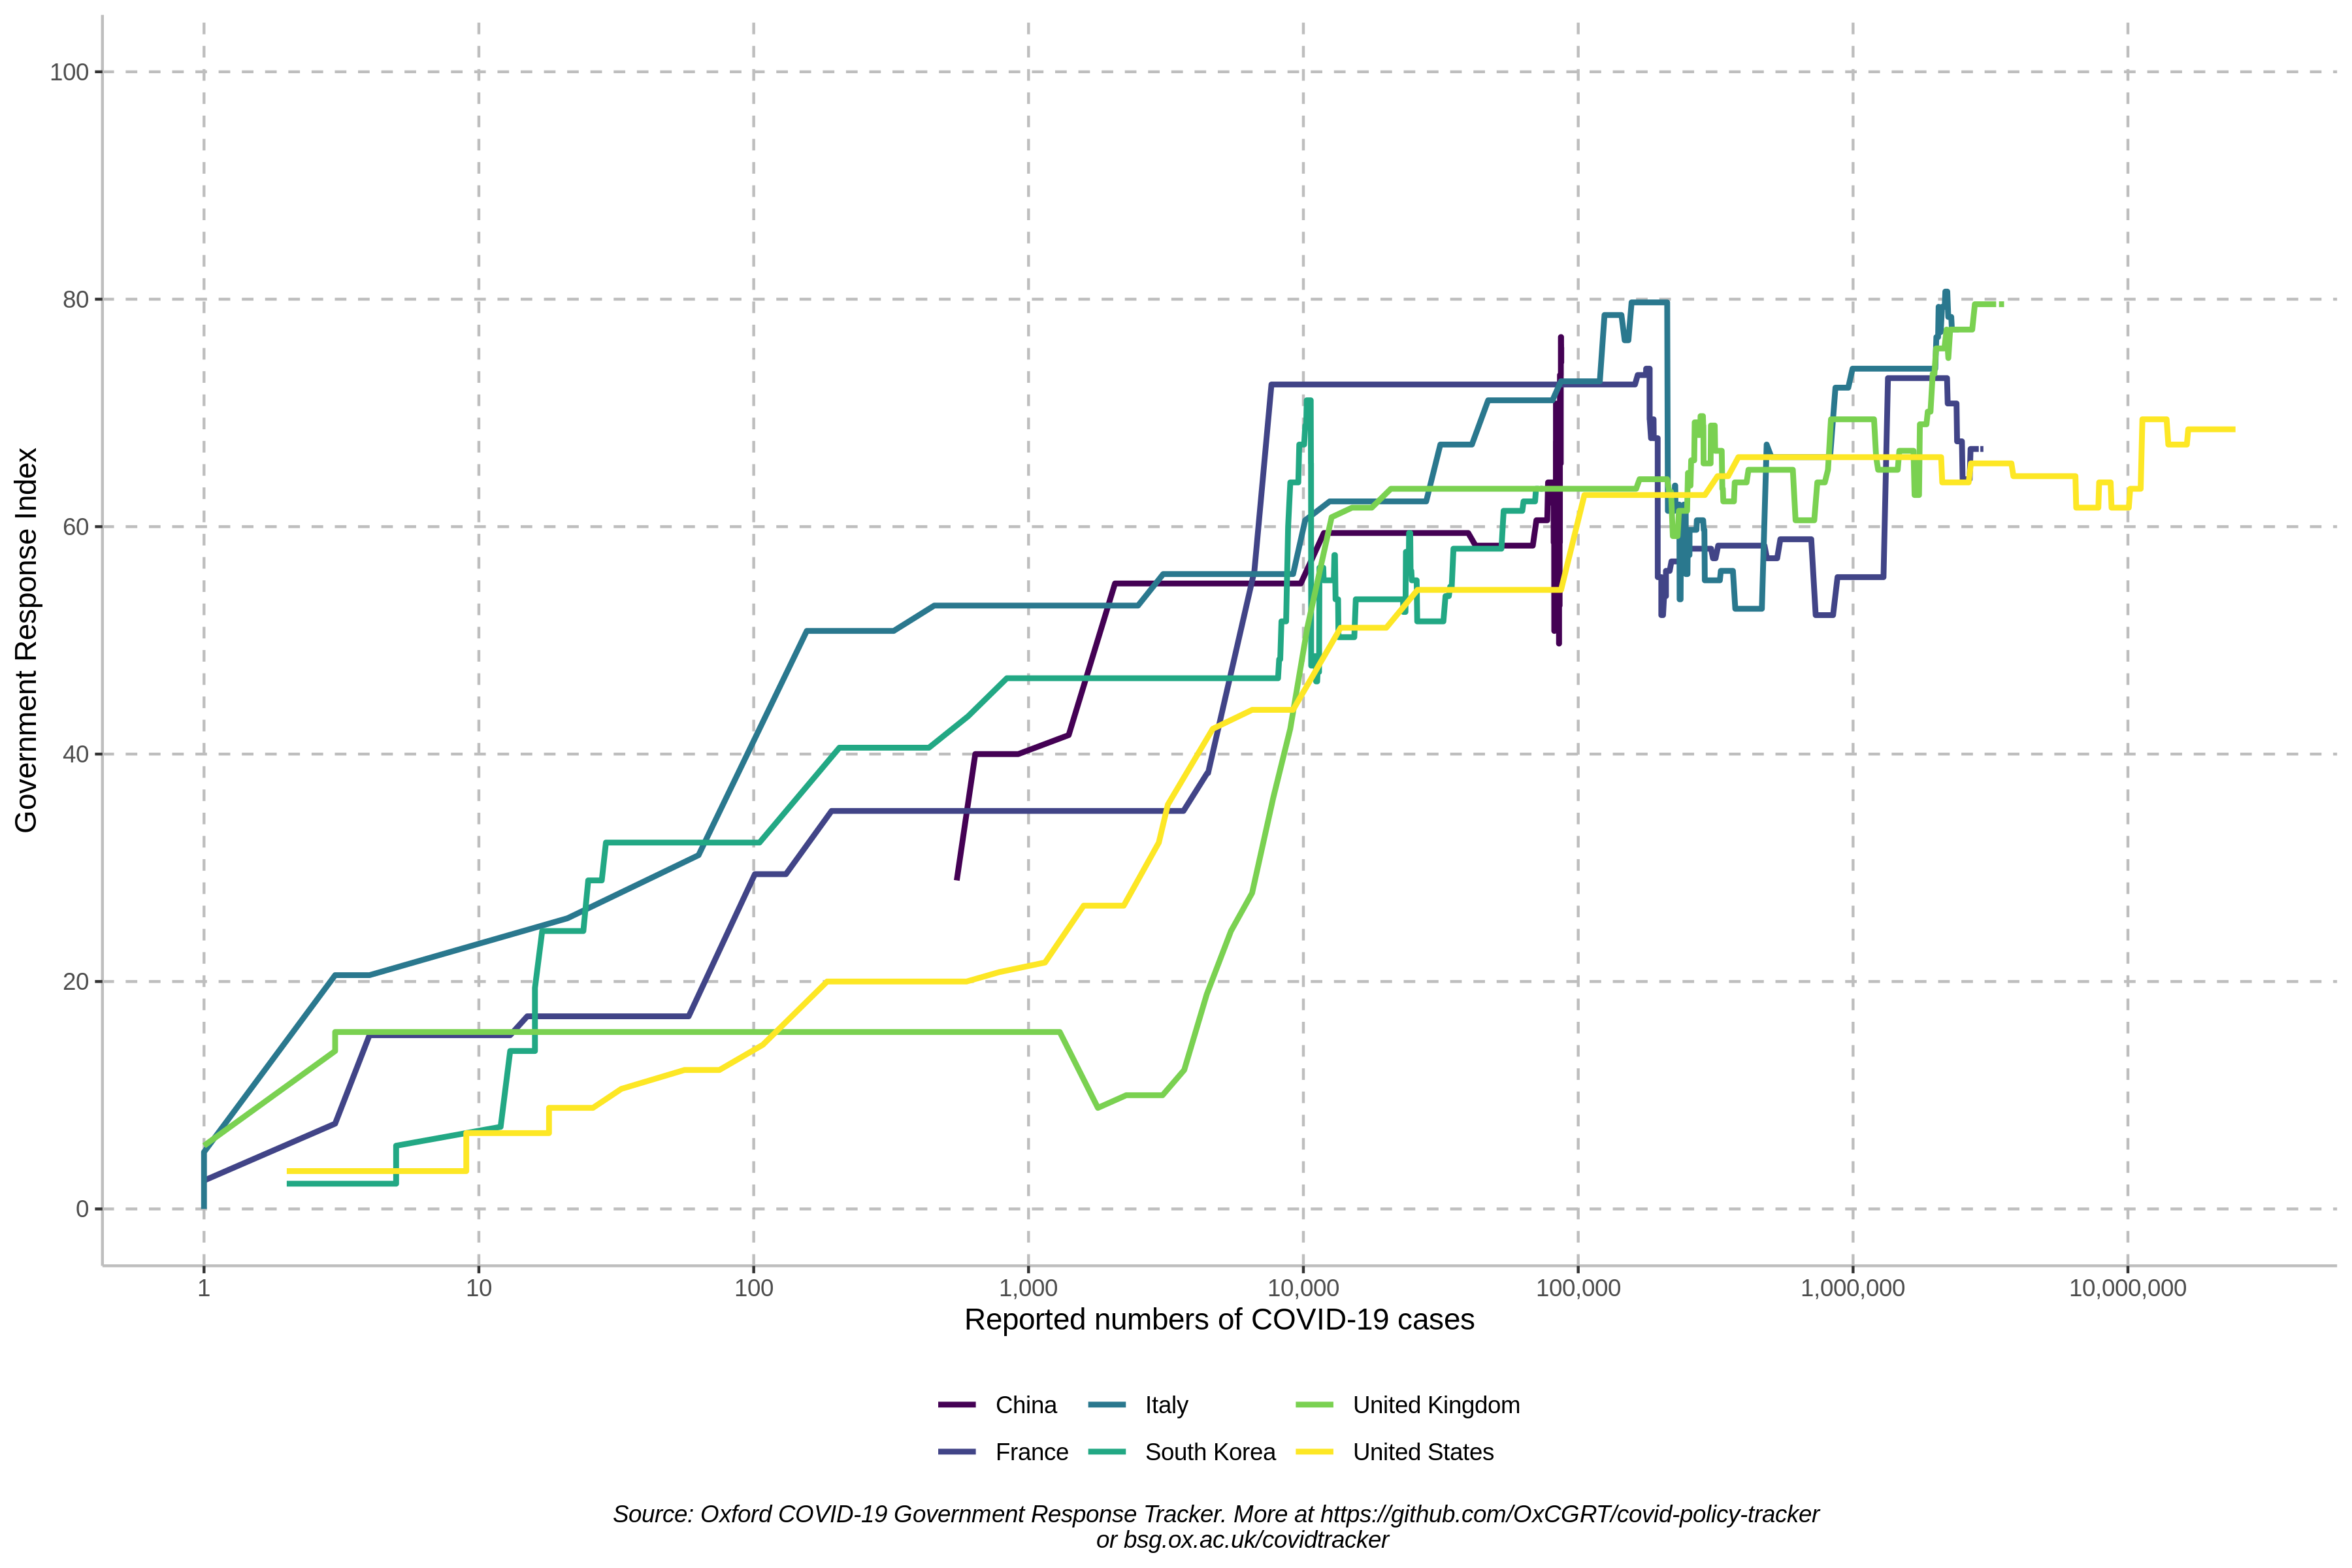 Government Response Index
100
80
60
40
20
0
1 10 100 1,000 10,000 100,000 1,000,000 10,000,000
Reported numbers of COVID-19 cases
China Italy United Kingdom
France South Korea United States
Source: Oxford COVID-19 Government Response Tracker. More at https://github.com/OxCGRT/covid-policy-tracker
or bsg.ox.ac.uk/covidtracker